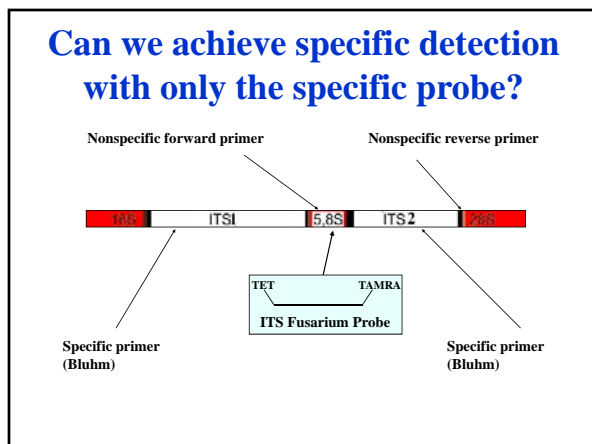 Can we achieve specific detection
with only the specific probe?
Nonspecific forward primer
Nonspecific reverse primer
18S ITS1 5,8S ITS2 28S
TET TAMRA
ITS Fusarium Probe
Specific primer
(Bluhm)
Specific primer
(Bluhm)